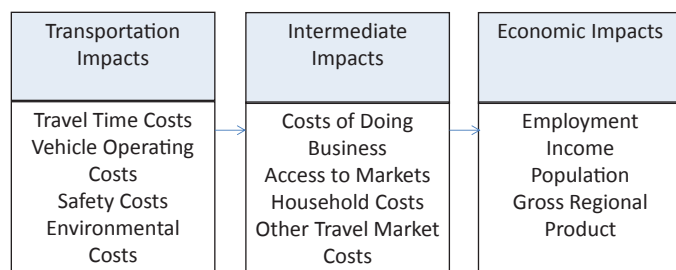 Transportation
Impacts
Travel Time Costs
Vehicle Operating
Costs
Safety Costs
Environmental
Costs
Intermediate
Impacts
Costs of Doing
Business
Access to Markets
Household Costs
Other Travel Market
Costs
Economic Impacts
Employment
Income
Population
Gross Regional
Product